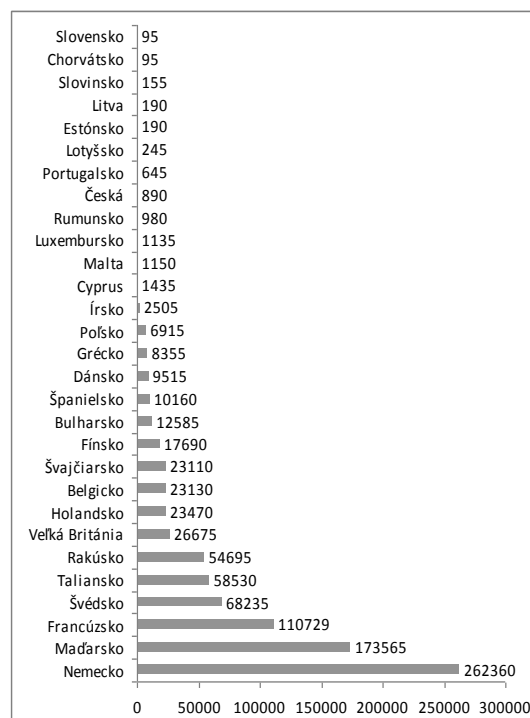 Slovensko 95
Chorvátsko 95
Slovinsko 155
Litva 190
Estónsko 190
Lotyšsko 245
Portugalsko 645
Česká 890
Rumunsko 980
Luxembursko 1135
Malta 1150
Cyprus 1435
Írsko 2505
Poľsko 6915
Grécko 8355
Dánsko 9515
Španielsko 10160
Bulharsko 12585
Fínsko 17690
Švajčiarsko 23110
Belgicko 23130
Holandsko 23470
Veľká Británia 26675
Rakúsko 54695
Taliansko 58530
Švédsko 68235
Francúzsko 110729
Maďarsko 173565
Nemecko 262360
0 50000 100000 150000 200000 250000 300000